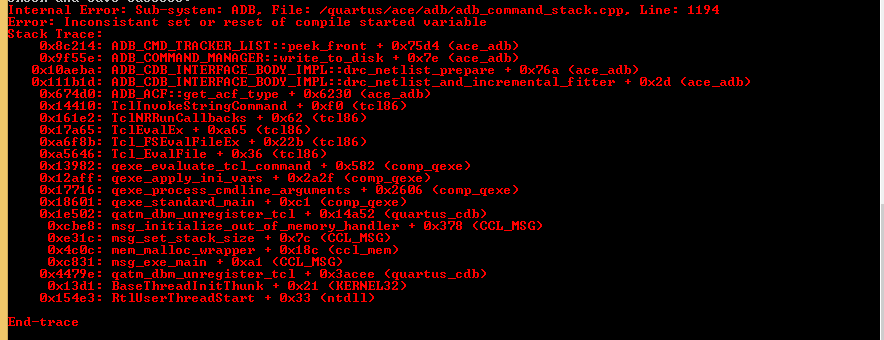 Internal Error: Sub-system: ADB, File: /quartus/ace/adb/adb_command_stack.cpp, Line: 1194
Error: Inconsistant set or reset of compile started variable
Stack Trace:
0x8c214: ADB_CMD_TRACKER_LIST::peek_front + 0x75d4 (ace_adb)
0x9f55e: ADB_COMMAND_MANAGER::write_to_disk + 0x7e (ace_adb)
0x10aeba: ADB_CDB_INTERFACE_BODY_IMPL::drc_netlist_prepare + 0x76a (ace_adb)
0x111b1d: ADB_CDB_INTERFACE_BODY_IMPL::drc_netlist_and_incremental_fitter + 0x2d (ace_adb)
0x674d0: ADB_ACF::get_acf_type + 0x6230 (ace_adb)
0x14410: TclInvokeStringCommand + 0xf0 (tcl86)
0x161e2: TclNRRunCallbacks + 0x62 (tcl86)
0x17a65: TclEvalEx + 0xa65 (tcl86)
0xa6f8b: Tcl_FSEvalFileEx + 0x22b (tcl86)
0xa5646: Tcl_EvalFile + 0x36 (tcl86)
0x13982: qexe_evaluate_tcl_command + 0x582 (comp_qexe)
0x12aff: qexe_apply_ini_vars + 0x2a2f (comp_qexe)
0x17716: qexe_process_cmdline_arguments + 0x2606 (comp_qexe)
0x18601: qexe_standard_main + 0xc1 (comp_qexe)
0x1e502: qatm_dbm_unregister_tcl + 0x14a52 (quartus_cdb)
0xcbe8: msg_initialize_out_of_memory_handler + 0x378 (CCL_MSG)
0xe31c: msg_set_stack_size + 0x7c (CCL_MSG)
0x4c0c: mem_malloc_wrapper + 0x18c (ccl_mem)
0xc831: msg_exe_main + 0xa1 (CCL_MSG)
0x4479e: qatm_dbm_unregister_tcl + 0x3acee (quartus_cdb)
0x13d1: BaseThreadInitThunk + 0x21 (KERNEL32)
0x154e3: RtlUserThreadStart + 0x33 (ntdll)
End-trace